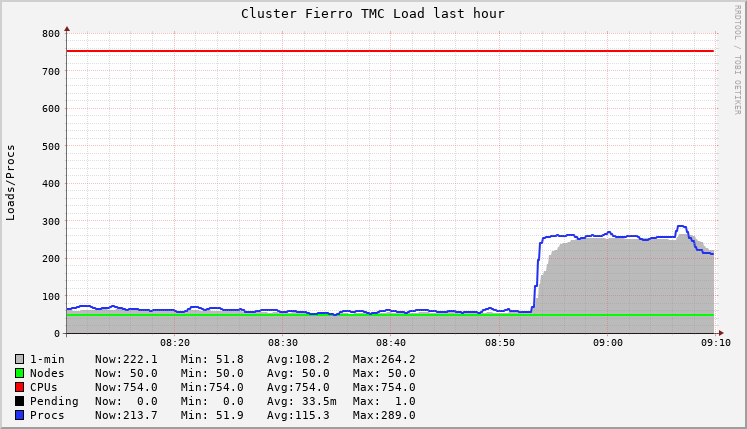 Cluster Fierro TMC Load last hour
RRDTOOL / TOBI OETIKER
Loads/Procs
800
700
600
500
400
300
200
100
0
08:20 08:30 08:40 08:50 09:00 09:10
1-min Now:222.1 Min: 51.8 Avg:108.2 Max:264.2
Nodes Now: 50.0 Min: 50.0 Avg: 50.0 Max: 50.0
CPUs Now:754.0 Min:754.0 Avg:754.0 Max:754.0
Pending Now: 0.0 Min: 0.0 Avg: 33.5m Max: 1.0
Procs Now:213.7 Min: 51.9 Avg:115.3 Max:289.0